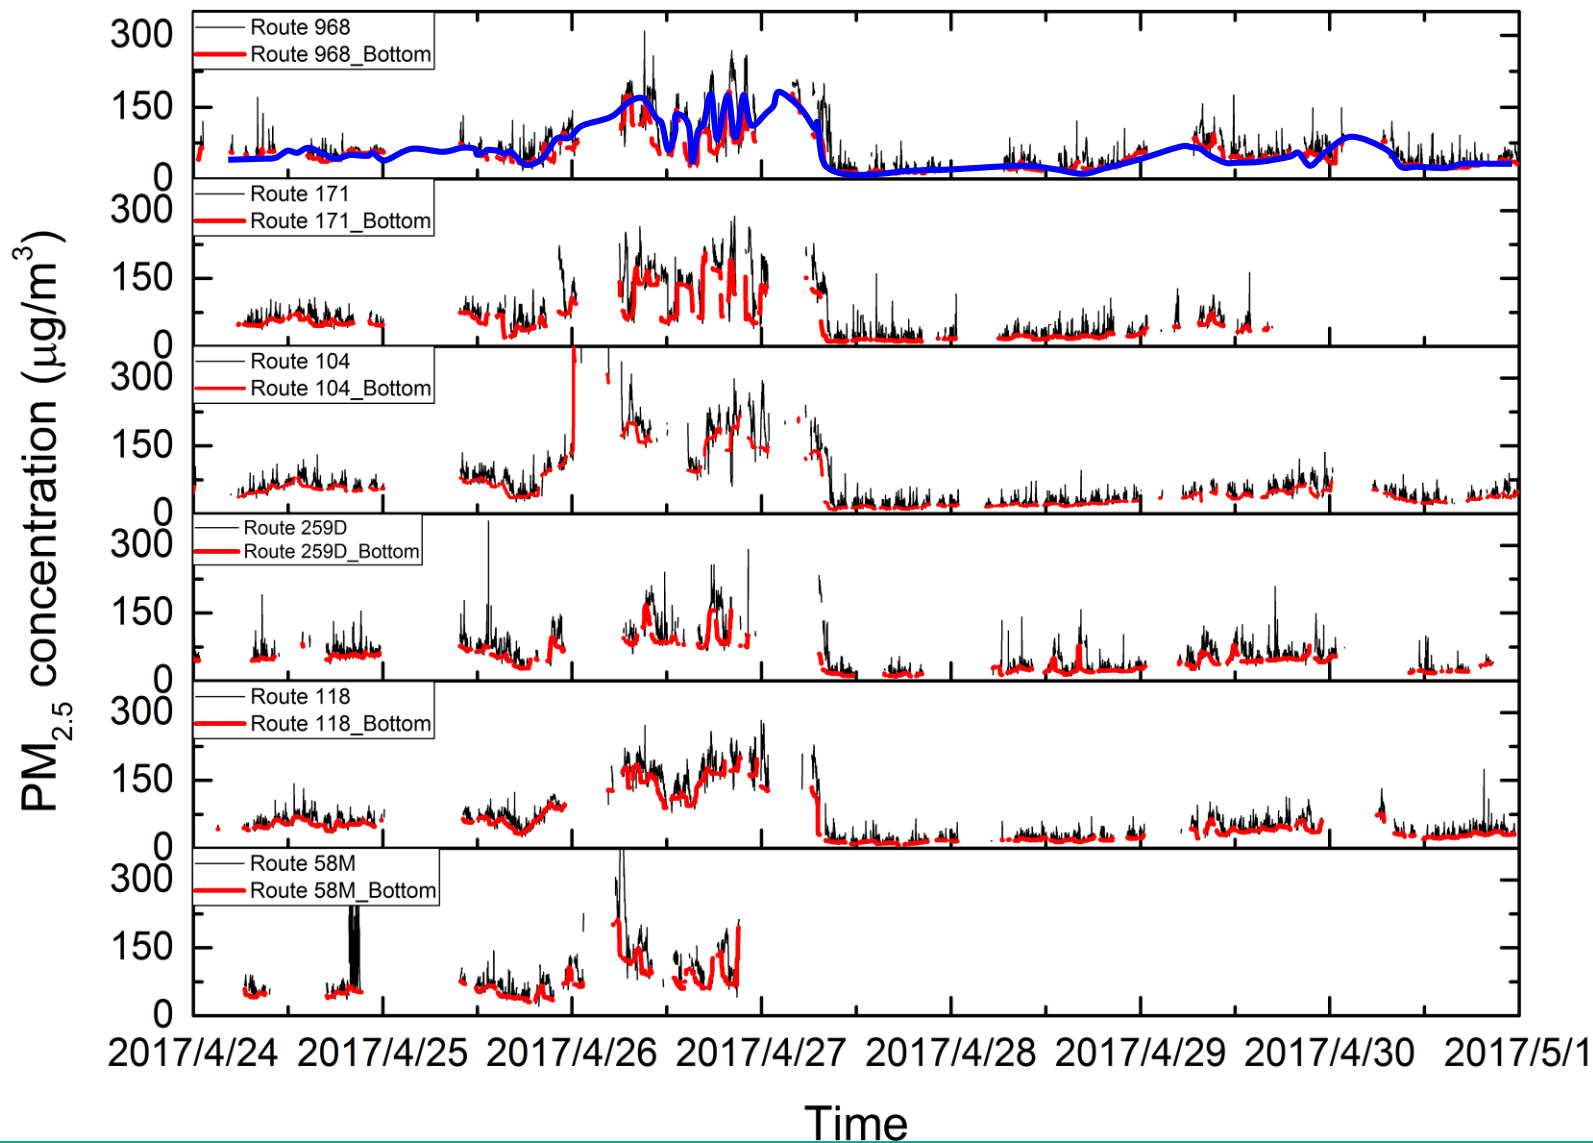 PM2.5 concentration (μg/m3)
300
150
0
Route 968
Route 968_Bottom
300
150
0
Route 171
Route 171_Bottom
300
150
0
Route 104
Route 104_Bottom
300
150
0
Route 259D
Route 259D_Bottom
300
150
0
Route 118
Route 118_Bottom
300
150
0
Route 58M
Route 58M_Bottom
2017/4/24 2017/4/25 2017/4/26 2017/4/27 2017/4/28 2017/4/29 2017/4/30 2017/5/1
Time